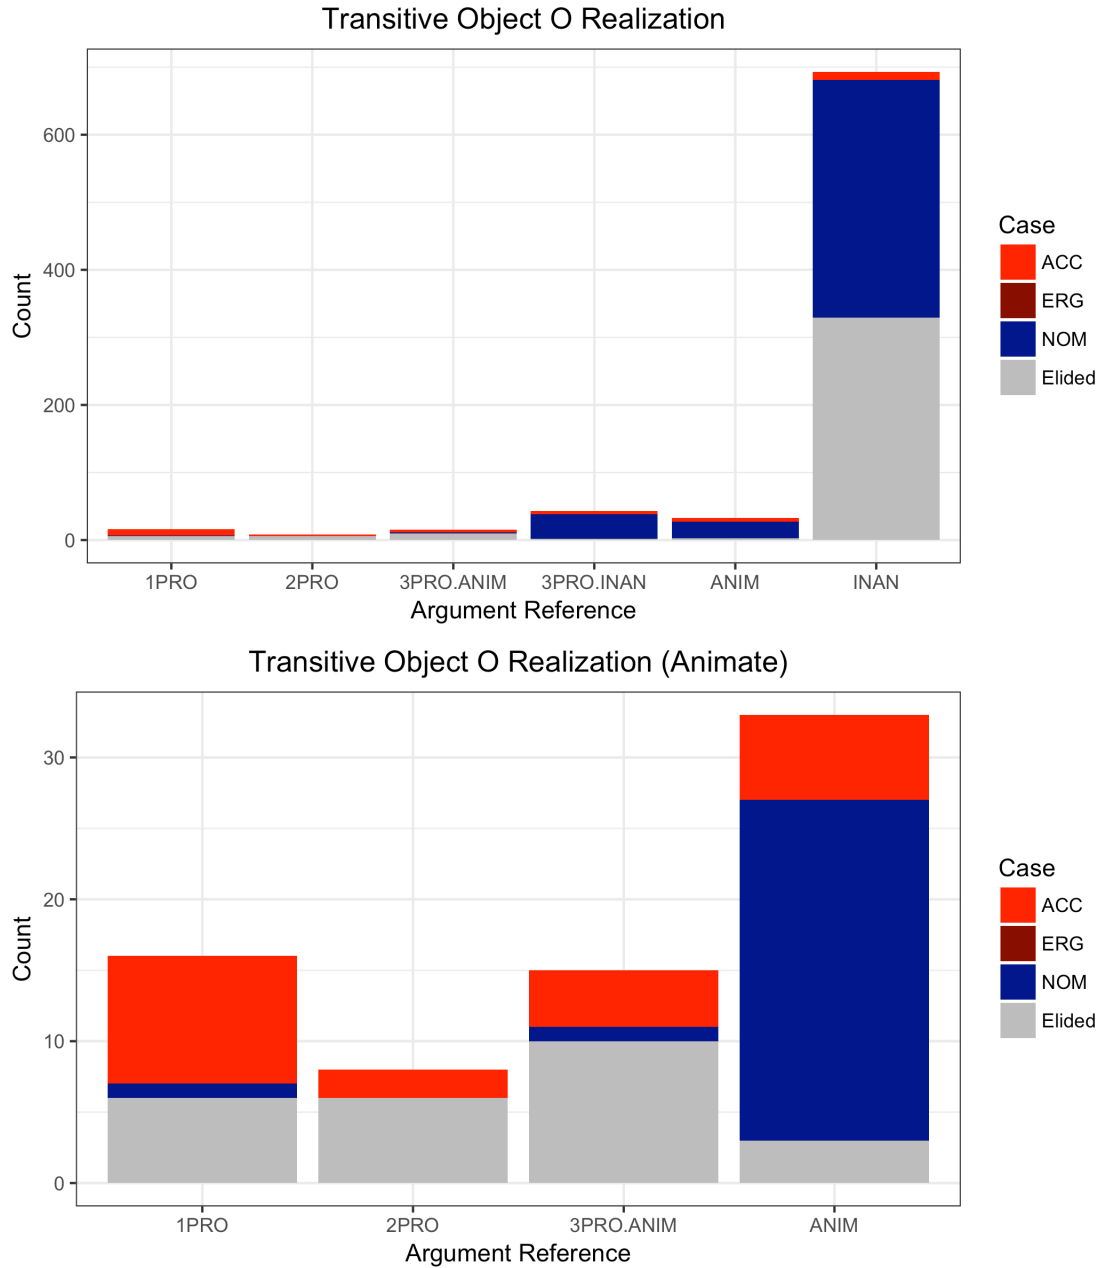 Transitive Object O Realization
Count
600
400
200
0
1PRO 2PRO 3PRO.ANIM 3PRO.INAN ANIM INAN
Argument Reference
Case
ACC
ERG
NOM
Elided
Transitive Object O Realization (Animate)
Count
30
20
10
0
1PRO 2PRO 3PRO.ANIM ANIM
Argument Reference
Case
ACC
ERG
NOM
Elided